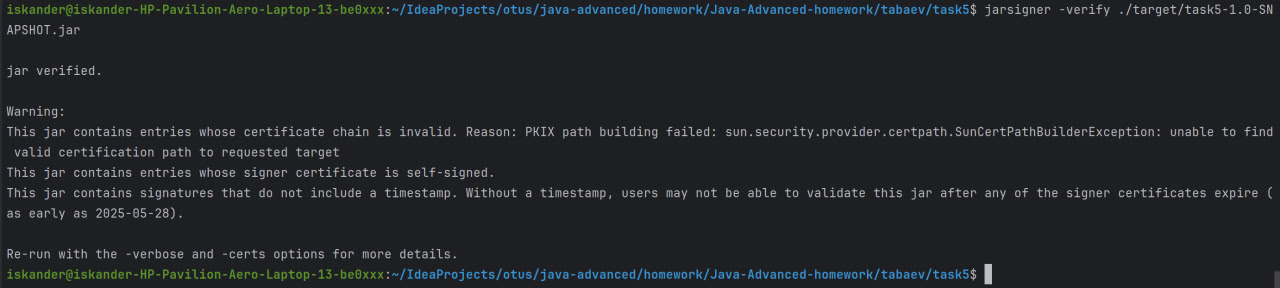 iskander@iskander-HP-Pavilion-Aero-Laptop-13-be0xxx:~/IdeaProjects/otus/java-advanced/homework/Java-Advanced-homework/tabaev/task5$ jarsigner -verify ./target/task5-1.0-SN
APSHOT.jar
jar verified.
Warning:
This jar contains entries whose certificate chain is invalid. Reason: PKIX path building failed: sun.security.provider.certpath.SunCertPathBuilderException: unable to find
valid certification path to requested target
This jar contains entries whose signer certificate is self-signed.
This jar contains signatures that do not include a timestamp. Without a timestamp, users may not be able to validate this jar after any of the signer certificates expire (
as early as 2025-05-28).
Re-run with the -verbose and -certs options for more details.
iskander@iskander-HP-Pavilion-Aero-Laptop-13-be0xxx:~/IdeaProjects/otus/java-advanced/homework/Java-Advanced-homework/tabaev/task5$